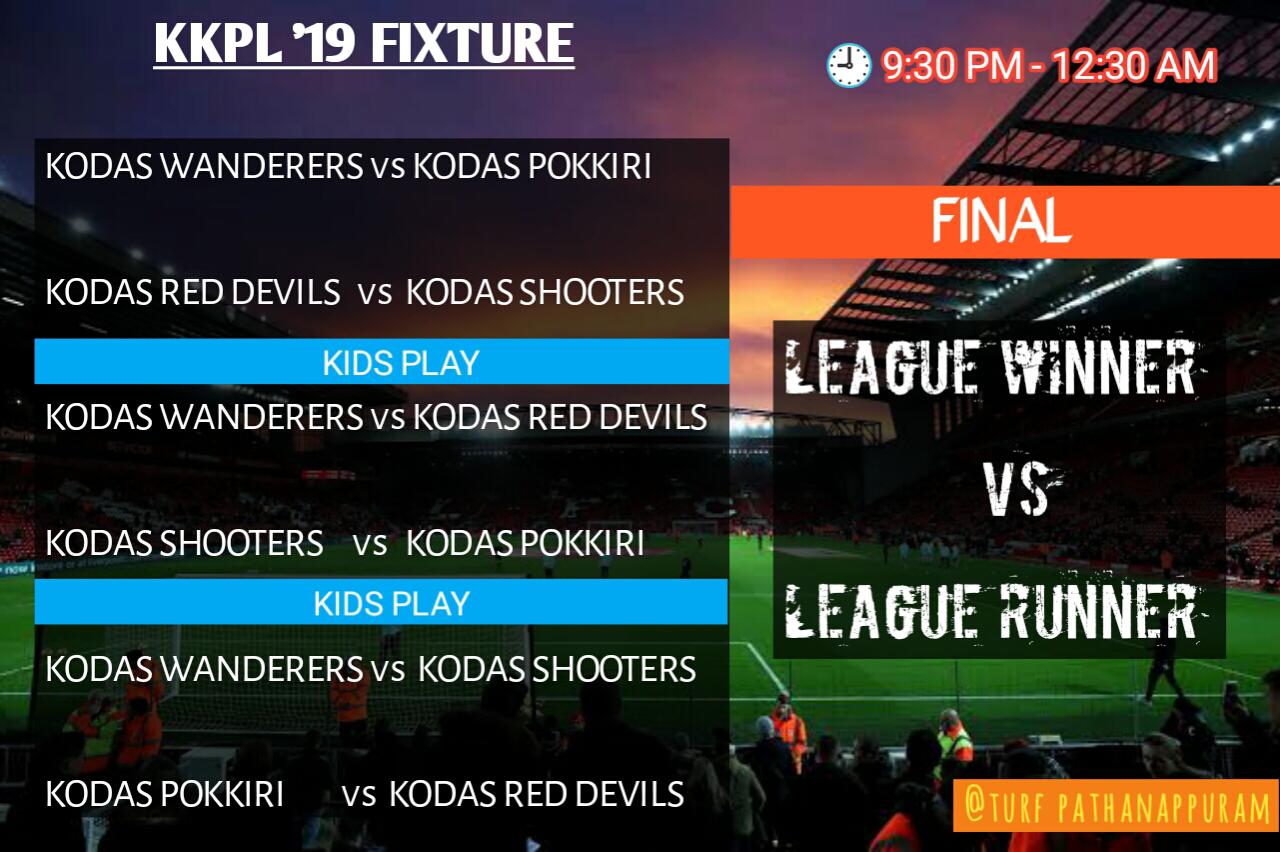 KKPL '19 FIXTURE
9:30 PM - 12:30 AM
KODAS WANDERERS vs KODAS POKKIRI
KODAS RED DEVILS vs KODAS SHOOTERS
KIDS PLAY
KODAS WANDERERS vs KODAS RED DEVILS
KODAS SHOOTERS vs KODAS POKKIRI
KIDS PLAY
KODAS WANDERERS vs KODAS SHOOTERS
KODAS POKKIRI vs KODAS RED DEVILS
FINAL
LEAGUE WINNER
VS
LEAGUE RUNNER
@TURF PATHANAPPURAM